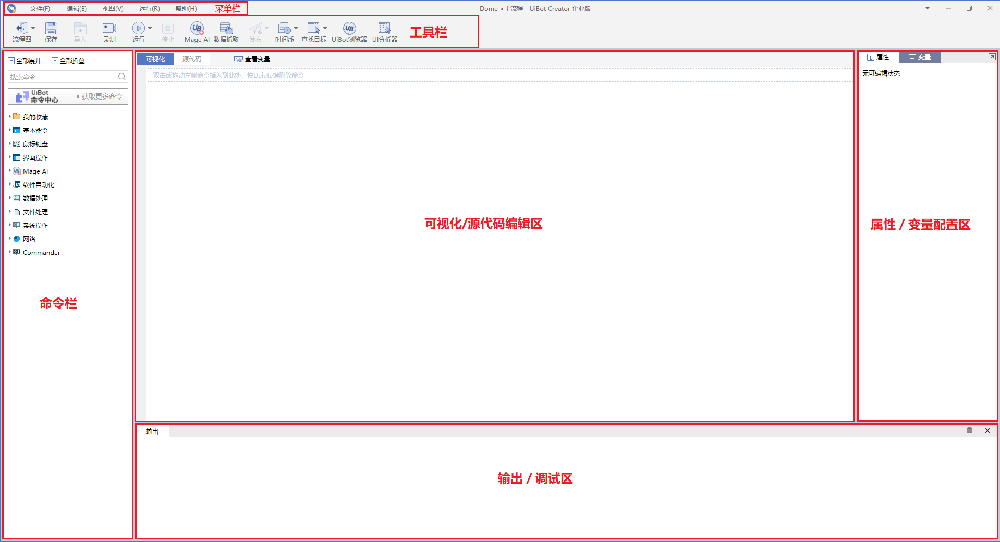 文件(F) 编辑(E) 视图(V) 运行(R) 帮助(H) 菜单栏
Dome >主流程 - UiBot Creator 企业版
流程图 保存 导入 录制 运行 停止 Mage AI 数据抓取 发布 时间线 查找目标 UiBot浏览器 UI分析器
工具栏
全部展开 全部折叠
搜索命令
UiBot
命令中心
获取更多命令
我的收藏
基本命令
鼠标键盘
界面操作
Mage AI
软件自动化
数据处理
文件处理
系统操作
网络
Commander
命令栏
可视化 源代码 查看变量
双击或拖动左侧命令插入到此处，按Delete键删除命令
可视化/源代码编辑区
属性 变量
无可编辑状态
属性 / 变量配置区
输出
输出 / 调试区